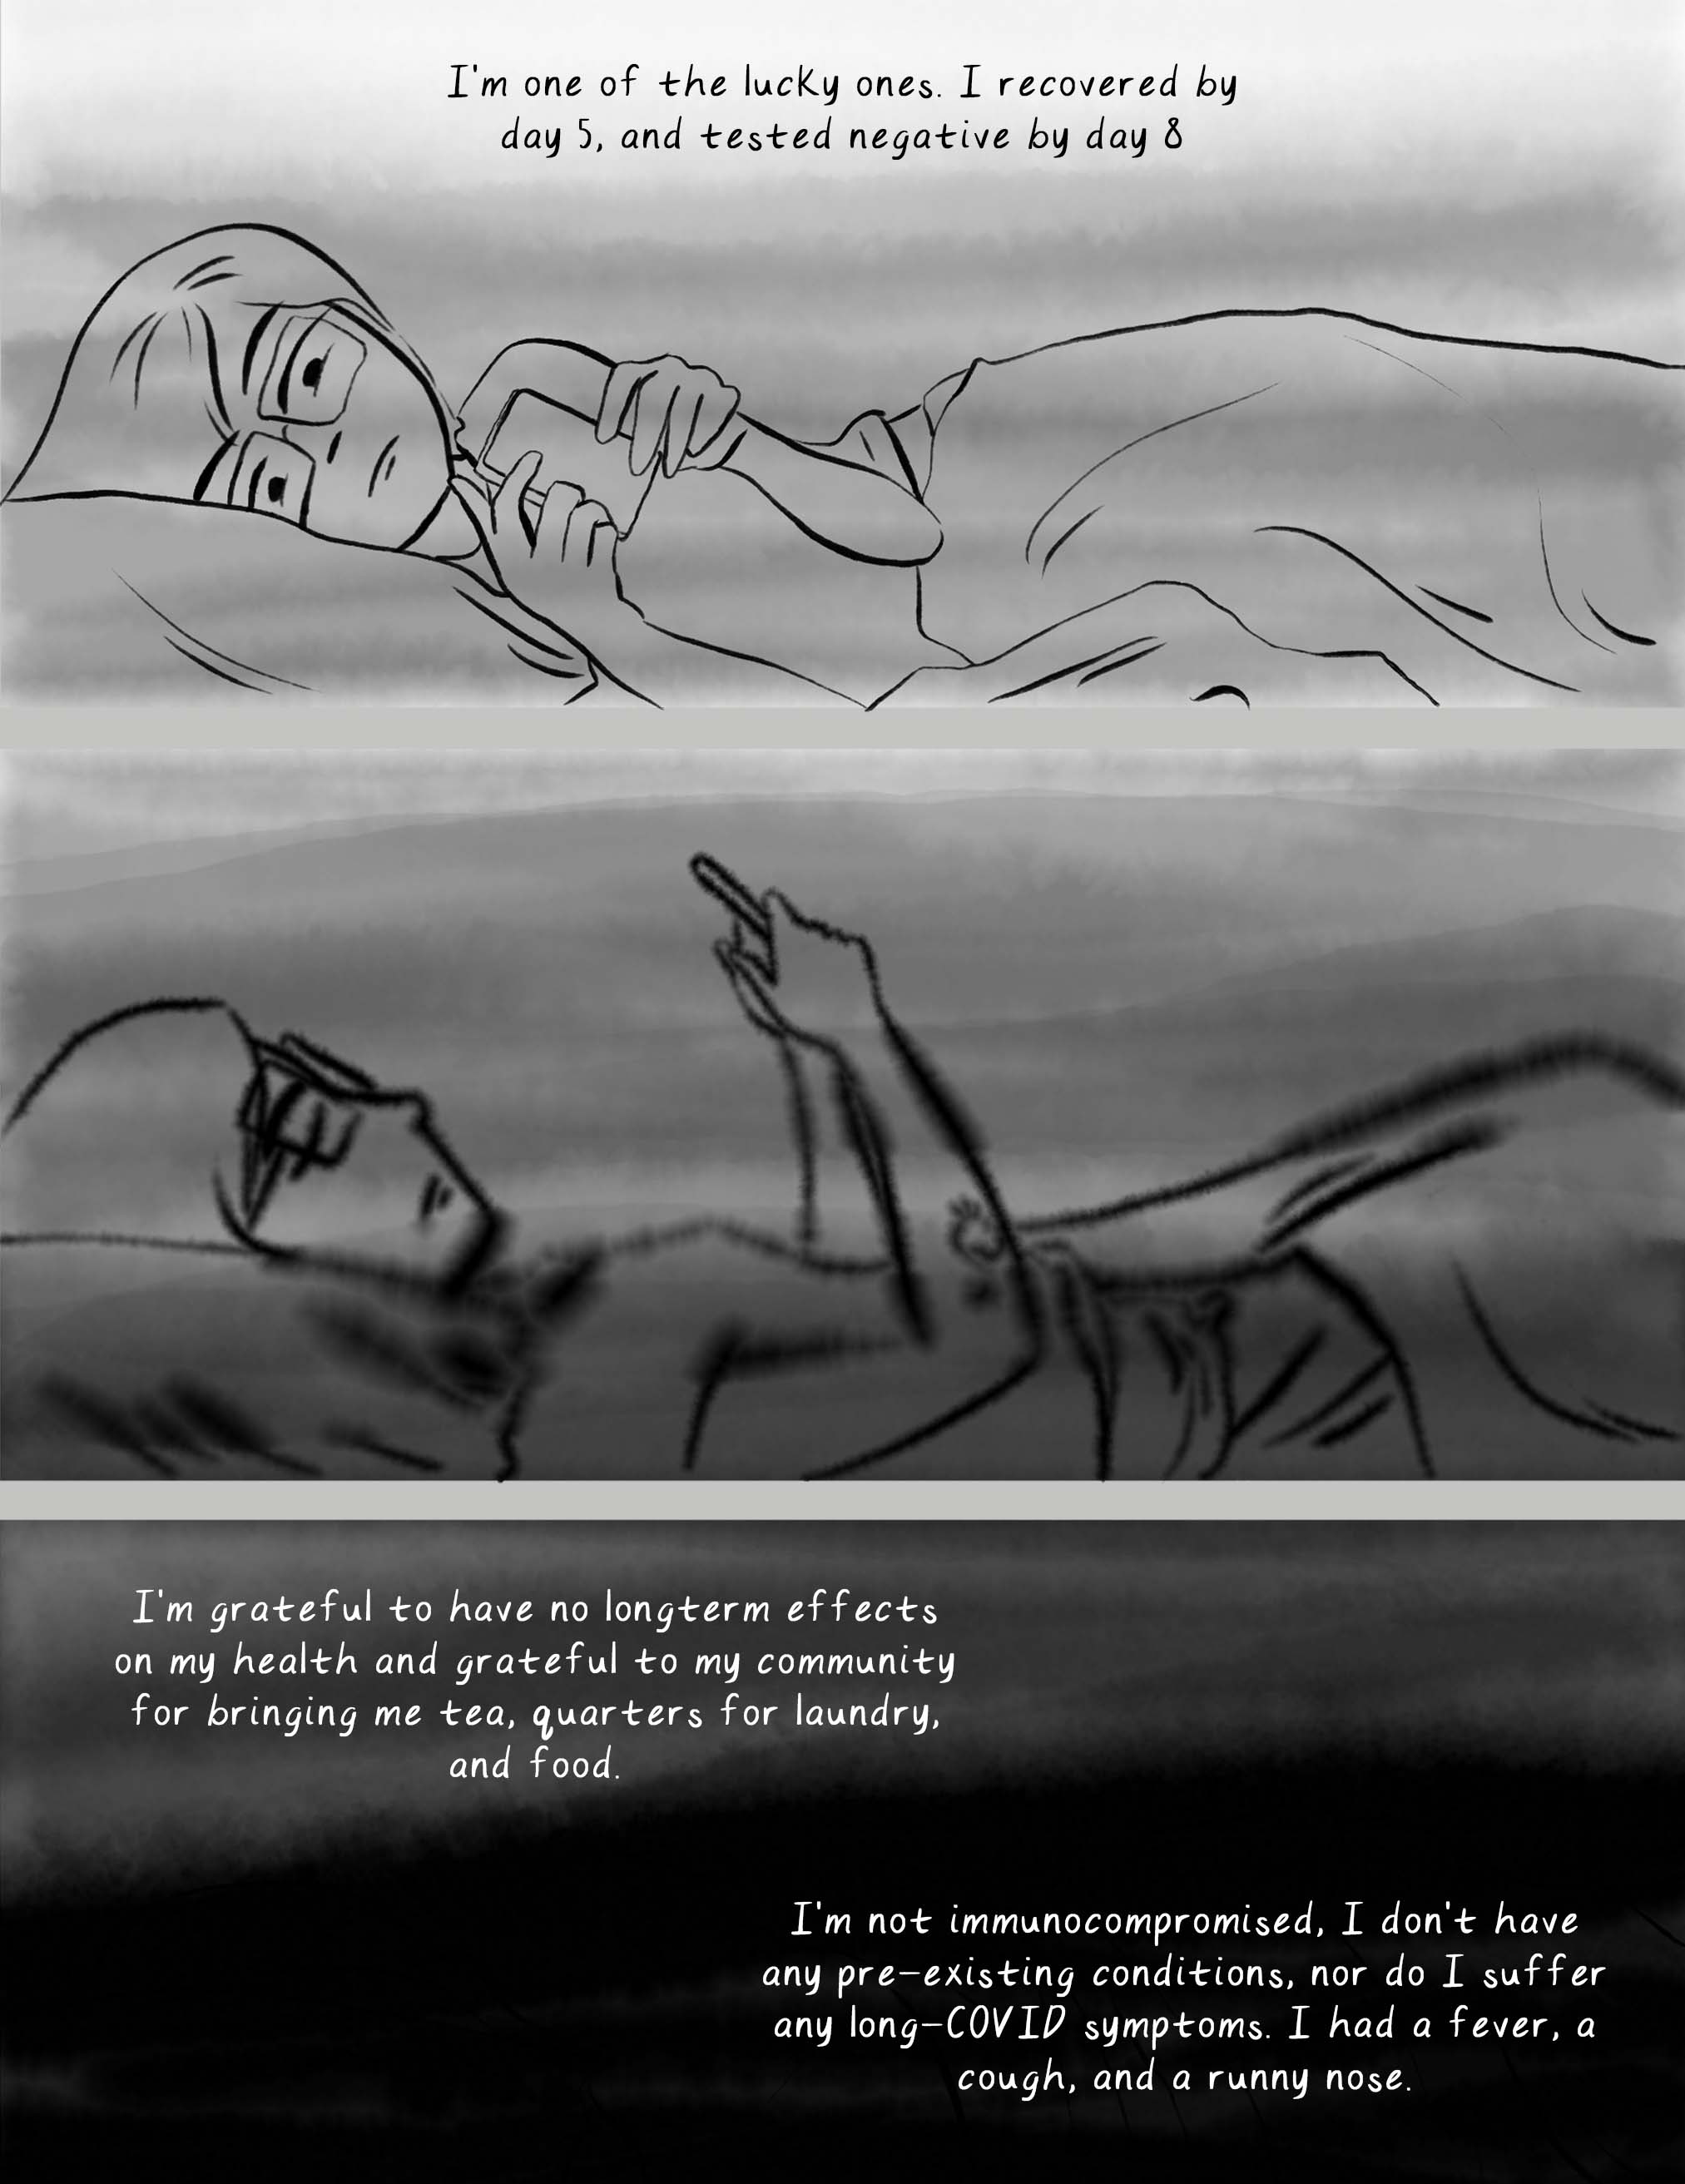 I'm one of the lucky ones. I recovered by
day 5, and tested negative by day 8
I'm grateful to have no longterm effects
on my health and grateful to my community
for bringing me tea, quarters for laundry,
and food.
I'm not immunocompromised, I don't have
any pre-existing conditions, nor do I suffer
any long-COVID symptoms. I had a fever, a
cough, and a runny nose.